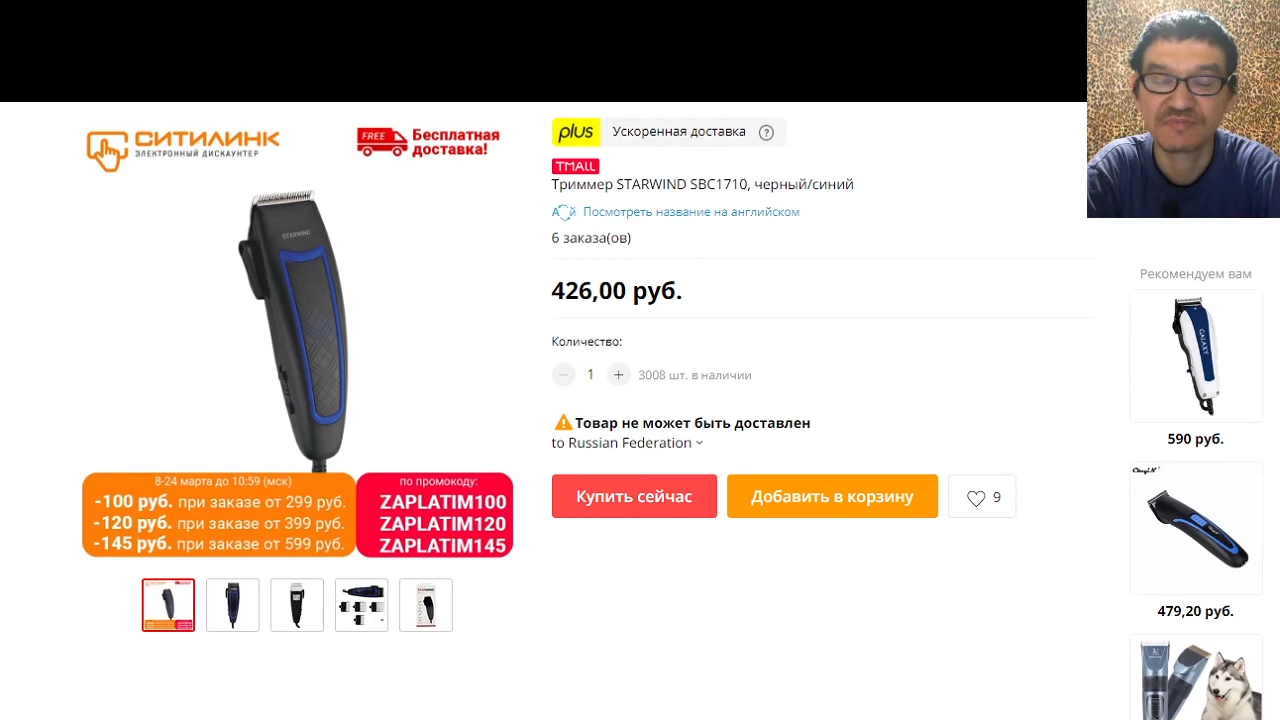 СИТИЛИНК
ЭЛЕКТРОННЫЙ ДИСКАУНТЕР
FREE
Бесплатная
доставка!
STARWIND
8-24 марта до 10:59 (мск)
-100 руб. при заказе от 299 руб.
-120 руб. при заказе от 399 руб.
-145 руб. при заказе от 599 руб.
по промокоду:
ZAPLATIM100
ZAPLATIM120
ZAPLATIM145
plus Ускоренная доставка ?
TMALL
Триммер STARWIND SBC1710, черный/синий
Посмотреть название на английском
6 заказа(ов)
426,00 руб.
Количество:
− 1 + 3008 шт. в наличии
Товар не может быть доставлен
to Russian Federation
Купить сейчас
Добавить в корзину
9
Рекомендуем вам
GALAXY
590 руб.
479,20 руб.